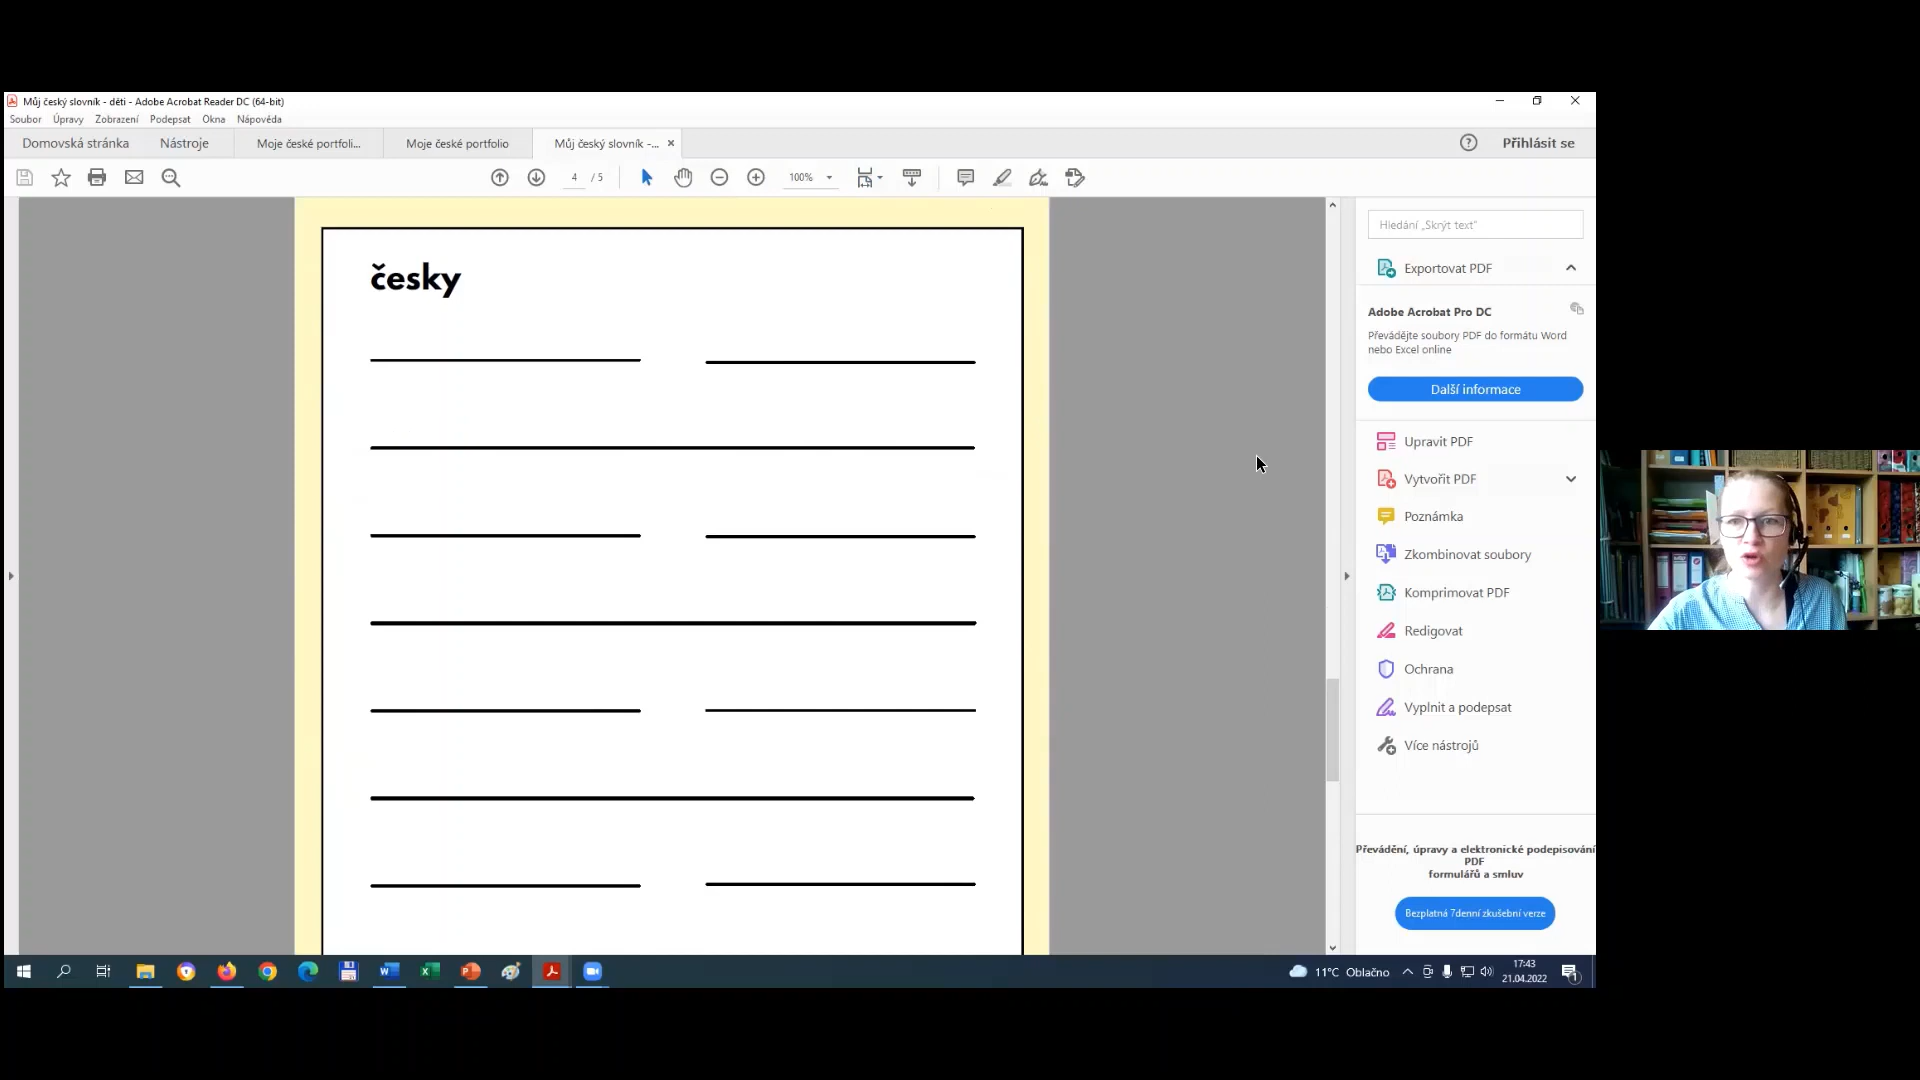 Můj český slovník - děti - Adobe Acrobat Reader DC (64-bit)
Soubor Úpravy Zobrazení Podepsat Okna Nápověda
Domovská stránka Nástroje Moje české portfoli... Moje české portfolio Můj český slovník -... Přihlásit se
4 / 5 100%
česky
Hledání „Skrýt text"
Exportovat PDF
Adobe Acrobat Pro DC
Převádějte soubory PDF do formátu Word
nebo Excel online
Další informace
Upravit PDF
Vytvořit PDF
Poznámka
Zkombinovat soubory
Komprimovat PDF
Redigovat
Ochrana
Vyplnit a podepsat
Více nástrojů
Převádění, úpravy a elektronické podepisování
PDF
formulářů a smluv
Bezplatná 7denní zkušební verze
11°C Oblačno
17:43
21.04.2022
1